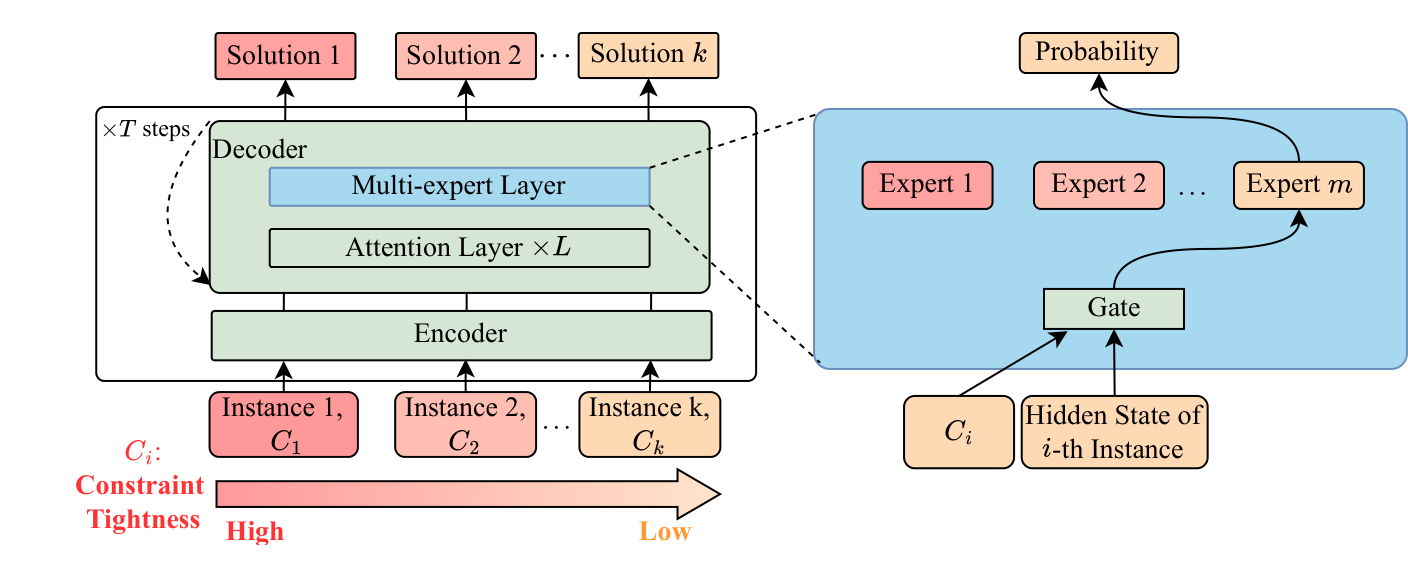 Solution 1
Solution 2
···
Solution k
×T steps
Decoder
Multi-expert Layer
Attention Layer ×L
Encoder
Instance 1,
C₁
Instance 2,
C₂
···
Instance k,
Cₖ
Cᵢ:
Constraint
Tightness
High
Low
Probability
Expert 1
Expert 2
...
Expert m
Gate
Cᵢ
Hidden State of
i-th Instance